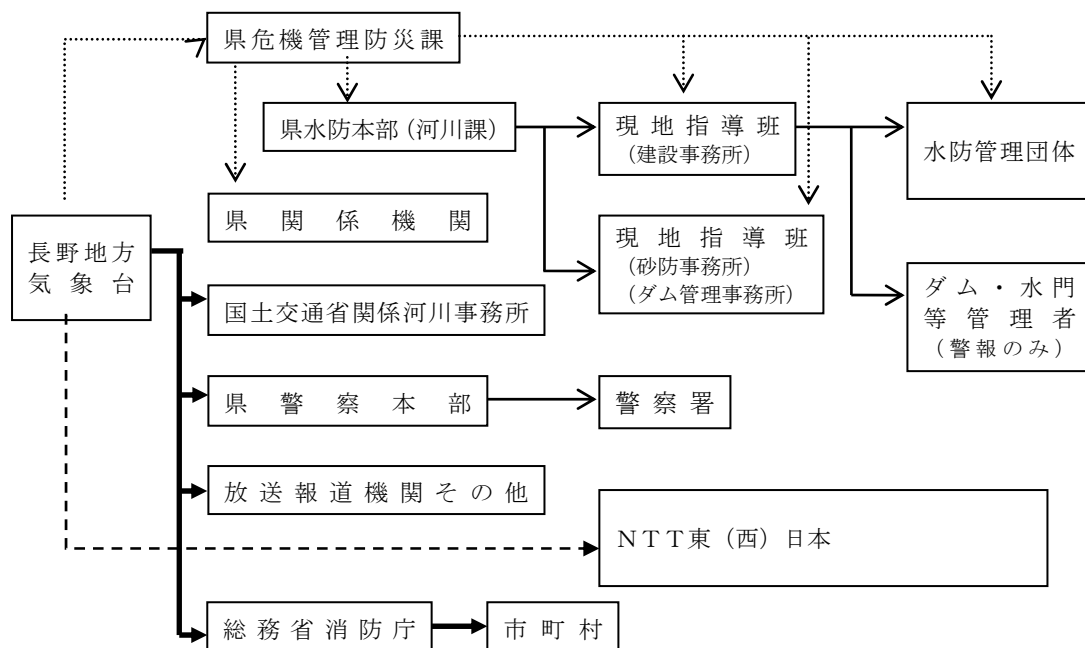 県危機管理防災課
県水防本部(河川課)
現地指導班
(建設事務所)
水防管理団体
県関係機関
現地指導班
(砂防事務所)
(ダム管理事務所)
長野地方
気象台
国土交通省関係河川事務所
ダム・水門
等管理者
(警報のみ)
県警察本部
警察署
放送報道機関その他
NTT東(西)日本
総務省消防庁
市町村